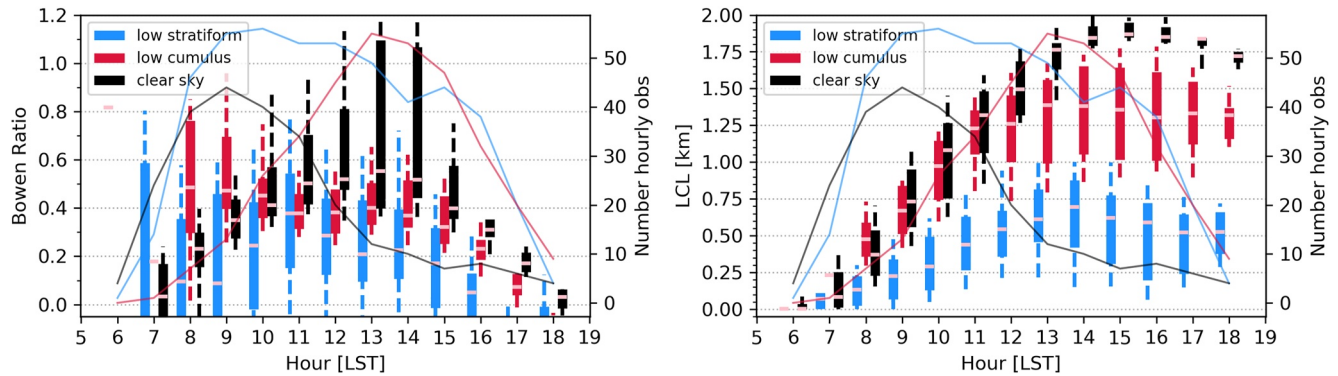 1.2
1.0
0.8
0.6
0.4
0.2
0.0
Bowen Ratio
low stratiform
low cumulus
clear sky
50
40
30
20
10
0
Number hourly obs
5 6 7 8 9 10 11 12 13 14 15 16 17 18 19
Hour [LST]
2.00
1.75
1.50
1.25
1.00
0.75
0.50
0.25
0.00
LCL [km]
low stratiform
low cumulus
clear sky
50
40
30
20
10
0
Number hourly obs
5 6 7 8 9 10 11 12 13 14 15 16 17 18 19
Hour [LST]